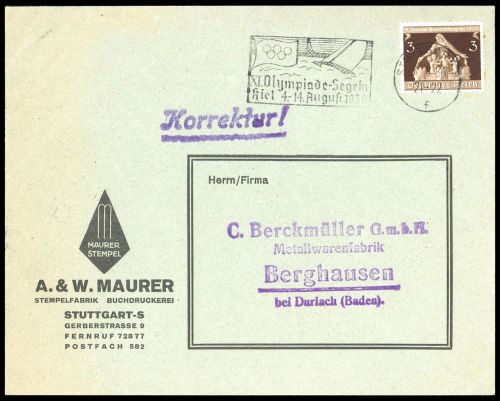 XI. Olympiade-Segeln
Kiel 4.-14. August 1936
3 3
Korrektur!
Herrn/Firma
C. Berckmüller G.m.b.H.
Metallwarenfabrik
Berghausen
bei Durlach (Baden).
MAURER
STEMPEL
A. & W. MAURER
STEMPELFABRIK BUCHDRUCKEREI
STUTTGART-S
GERBERSTRASSE 9
FERNRUF 72877
POSTFACH 582